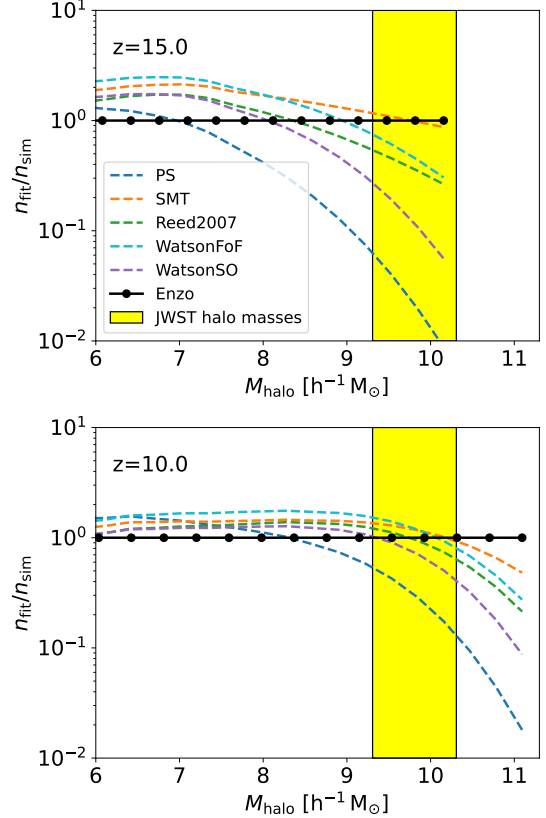 z=15.0
10¹
10⁰
10⁻¹
10⁻²
n_fit/n_sim
PS
SMT
Reed2007
WatsonFoF
WatsonSO
Enzo
JWST halo masses
6 7 8 9 10 11
M_halo [h⁻¹ M_⊙]
z=10.0
10¹
10⁰
10⁻¹
10⁻²
n_fit/n_sim
6 7 8 9 10 11
M_halo [h⁻¹ M_⊙]